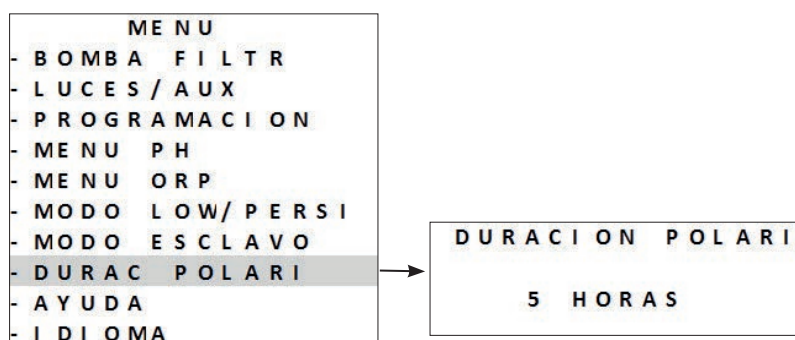 MENU
- BOMBA FILTR
- LUCES/AUX
- PROGRAMACION
- MENU PH
- MENU ORP
- MODO LOW/PERSI
- MODO ESCLAVO
- DURAC POLARI
- AYUDA
- IDIOMA
DURACION POLARI
5 HORAS